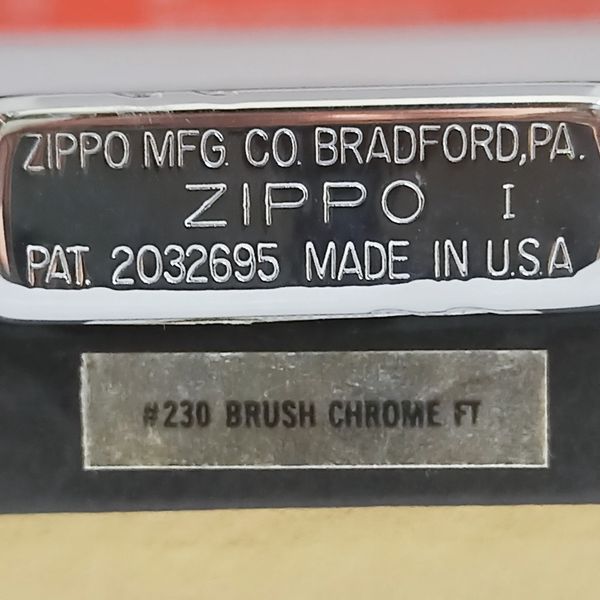 ZIPPO MFG. CO. BRADFORD, PA.
ZIPPO I
PAT. 2032695 MADE IN U.S.A
#230 BRUSH CHROME FT